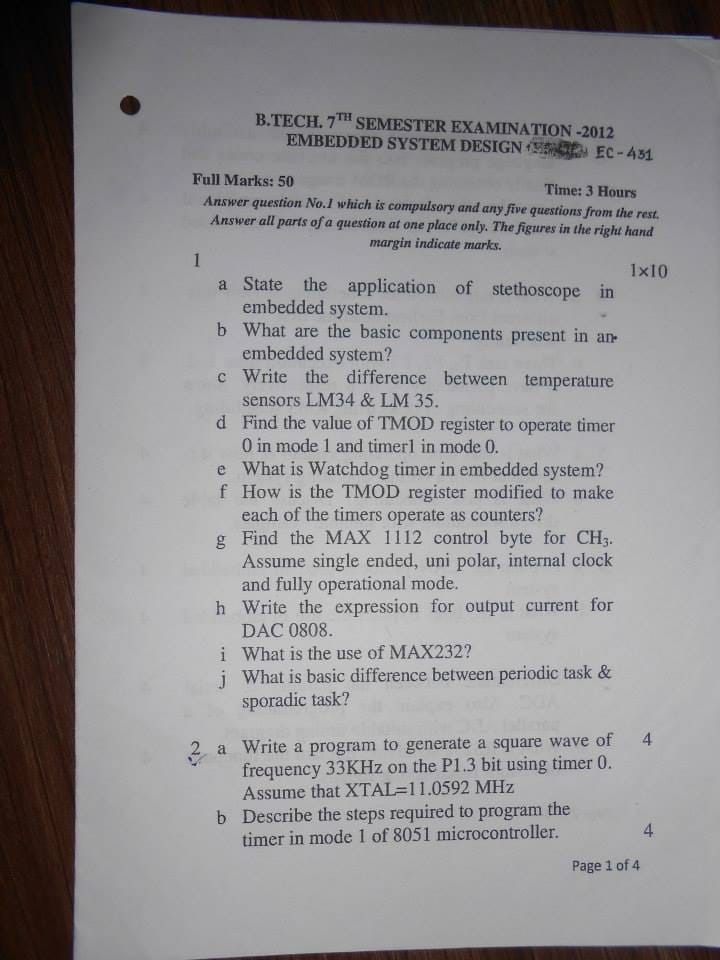 B.TECH. 7TH SEMESTER EXAMINATION -2012
EMBEDDED SYSTEM DESIGN EC-431
Full Marks: 50 Time: 3 Hours
Answer question No.1 which is compulsory and any five questions from the rest.
Answer all parts of a question at one place only. The figures in the right hand
margin indicate marks.
1 1×10
a State the application of stethoscope in
embedded system.
b What are the basic components present in an
embedded system?
c Write the difference between temperature
sensors LM34 & LM 35.
d Find the value of TMOD register to operate timer
0 in mode 1 and timer1 in mode 0.
e What is Watchdog timer in embedded system?
f How is the TMOD register modified to make
each of the timers operate as counters?
g Find the MAX 1112 control byte for CH3.
Assume single ended, uni polar, internal clock
and fully operational mode.
h Write the expression for output current for
DAC 0808.
i What is the use of MAX232?
j What is basic difference between periodic task &
sporadic task?
2 a Write a program to generate a square wave of 4
frequency 33KHz on the P1.3 bit using timer 0.
Assume that XTAL=11.0592 MHz
b Describe the steps required to program the
timer in mode 1 of 8051 microcontroller. 4
Page 1 of 4